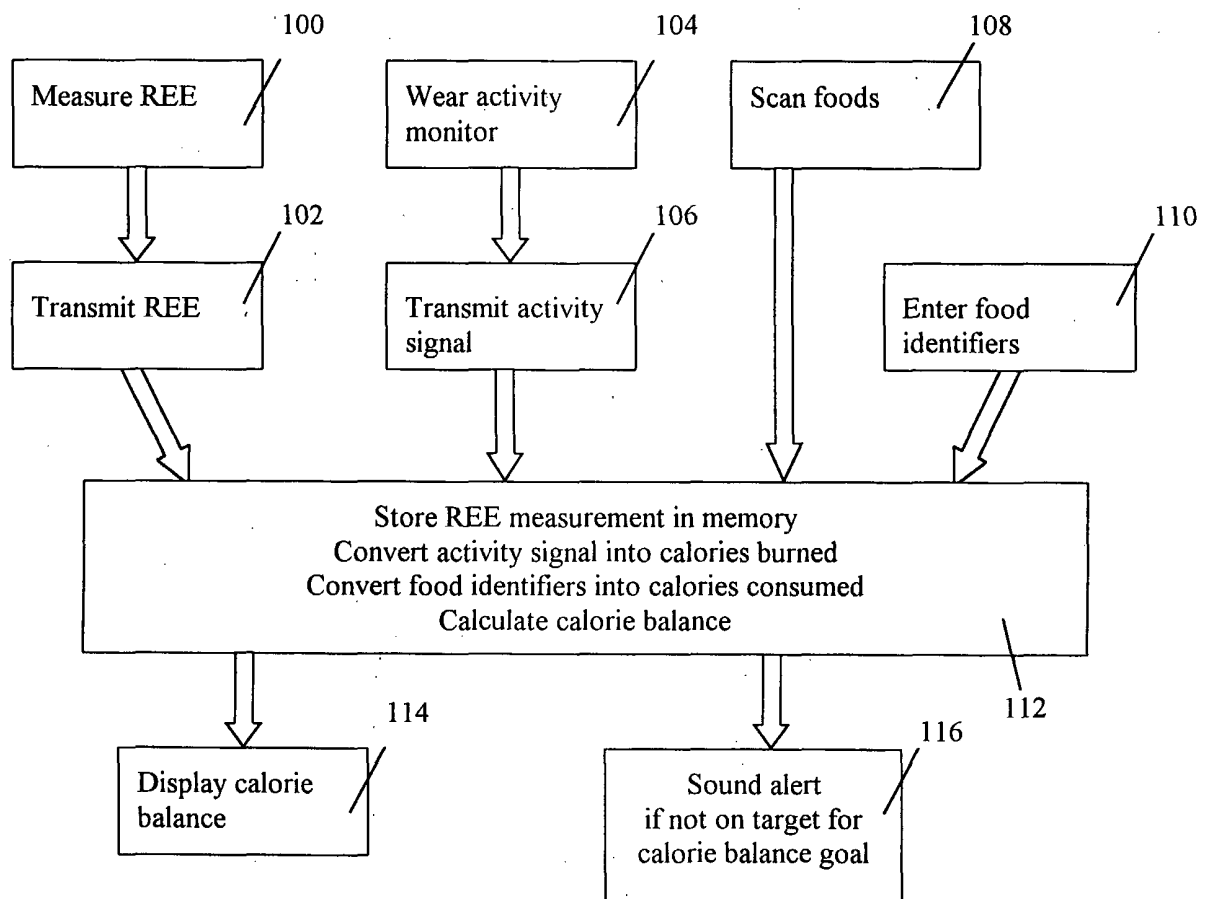 100
104
108
Measure REE
Wear activity
monitor
Scan foods
102
106
110
Transmit REE
Transmit activity
signal
Enter food
identifiers
Store REE measurement in memory
Convert activity signal into calories burned
Convert food identifiers into calories consumed
Calculate calorie balance
112
114
116
Display calorie
balance
Sound alert
if not on target for
calorie balance goal